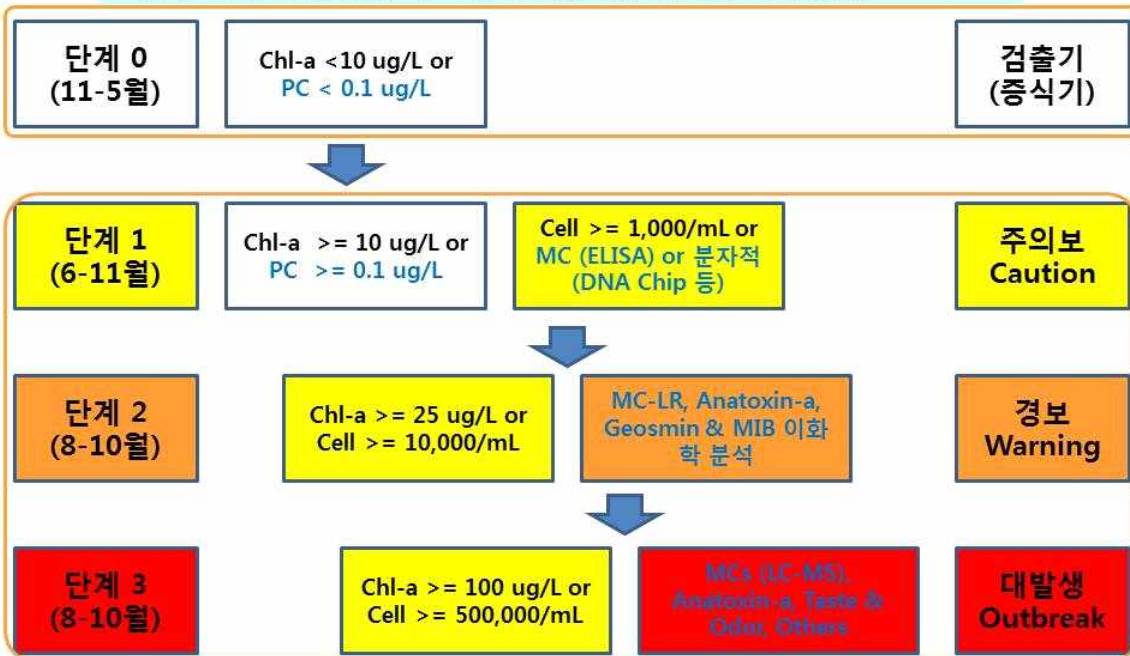 단계 0
(11-5월)
Chl-a <10 ug/L or
PC < 0.1 ug/L
검출기
(증식기)
단계 1
(6-11월)
Chl-a >= 10 ug/L or
PC >= 0.1 ug/L
Cell >= 1,000/mL or
MC (ELISA) or 분자적
(DNA Chip 등)
주의보
Caution
단계 2
(8-10월)
Chl-a >= 25 ug/L or
Cell >= 10,000/mL
MC-LR, Anatoxin-a,
Geosmin & MIB 이화
학 분석
경보
Warning
단계 3
(8-10월)
Chl-a >= 100 ug/L or
Cell >= 500,000/mL
MCs (LC-MS),
Anatoxin-a, Taste &
Odor, Others
대발생
Outbreak